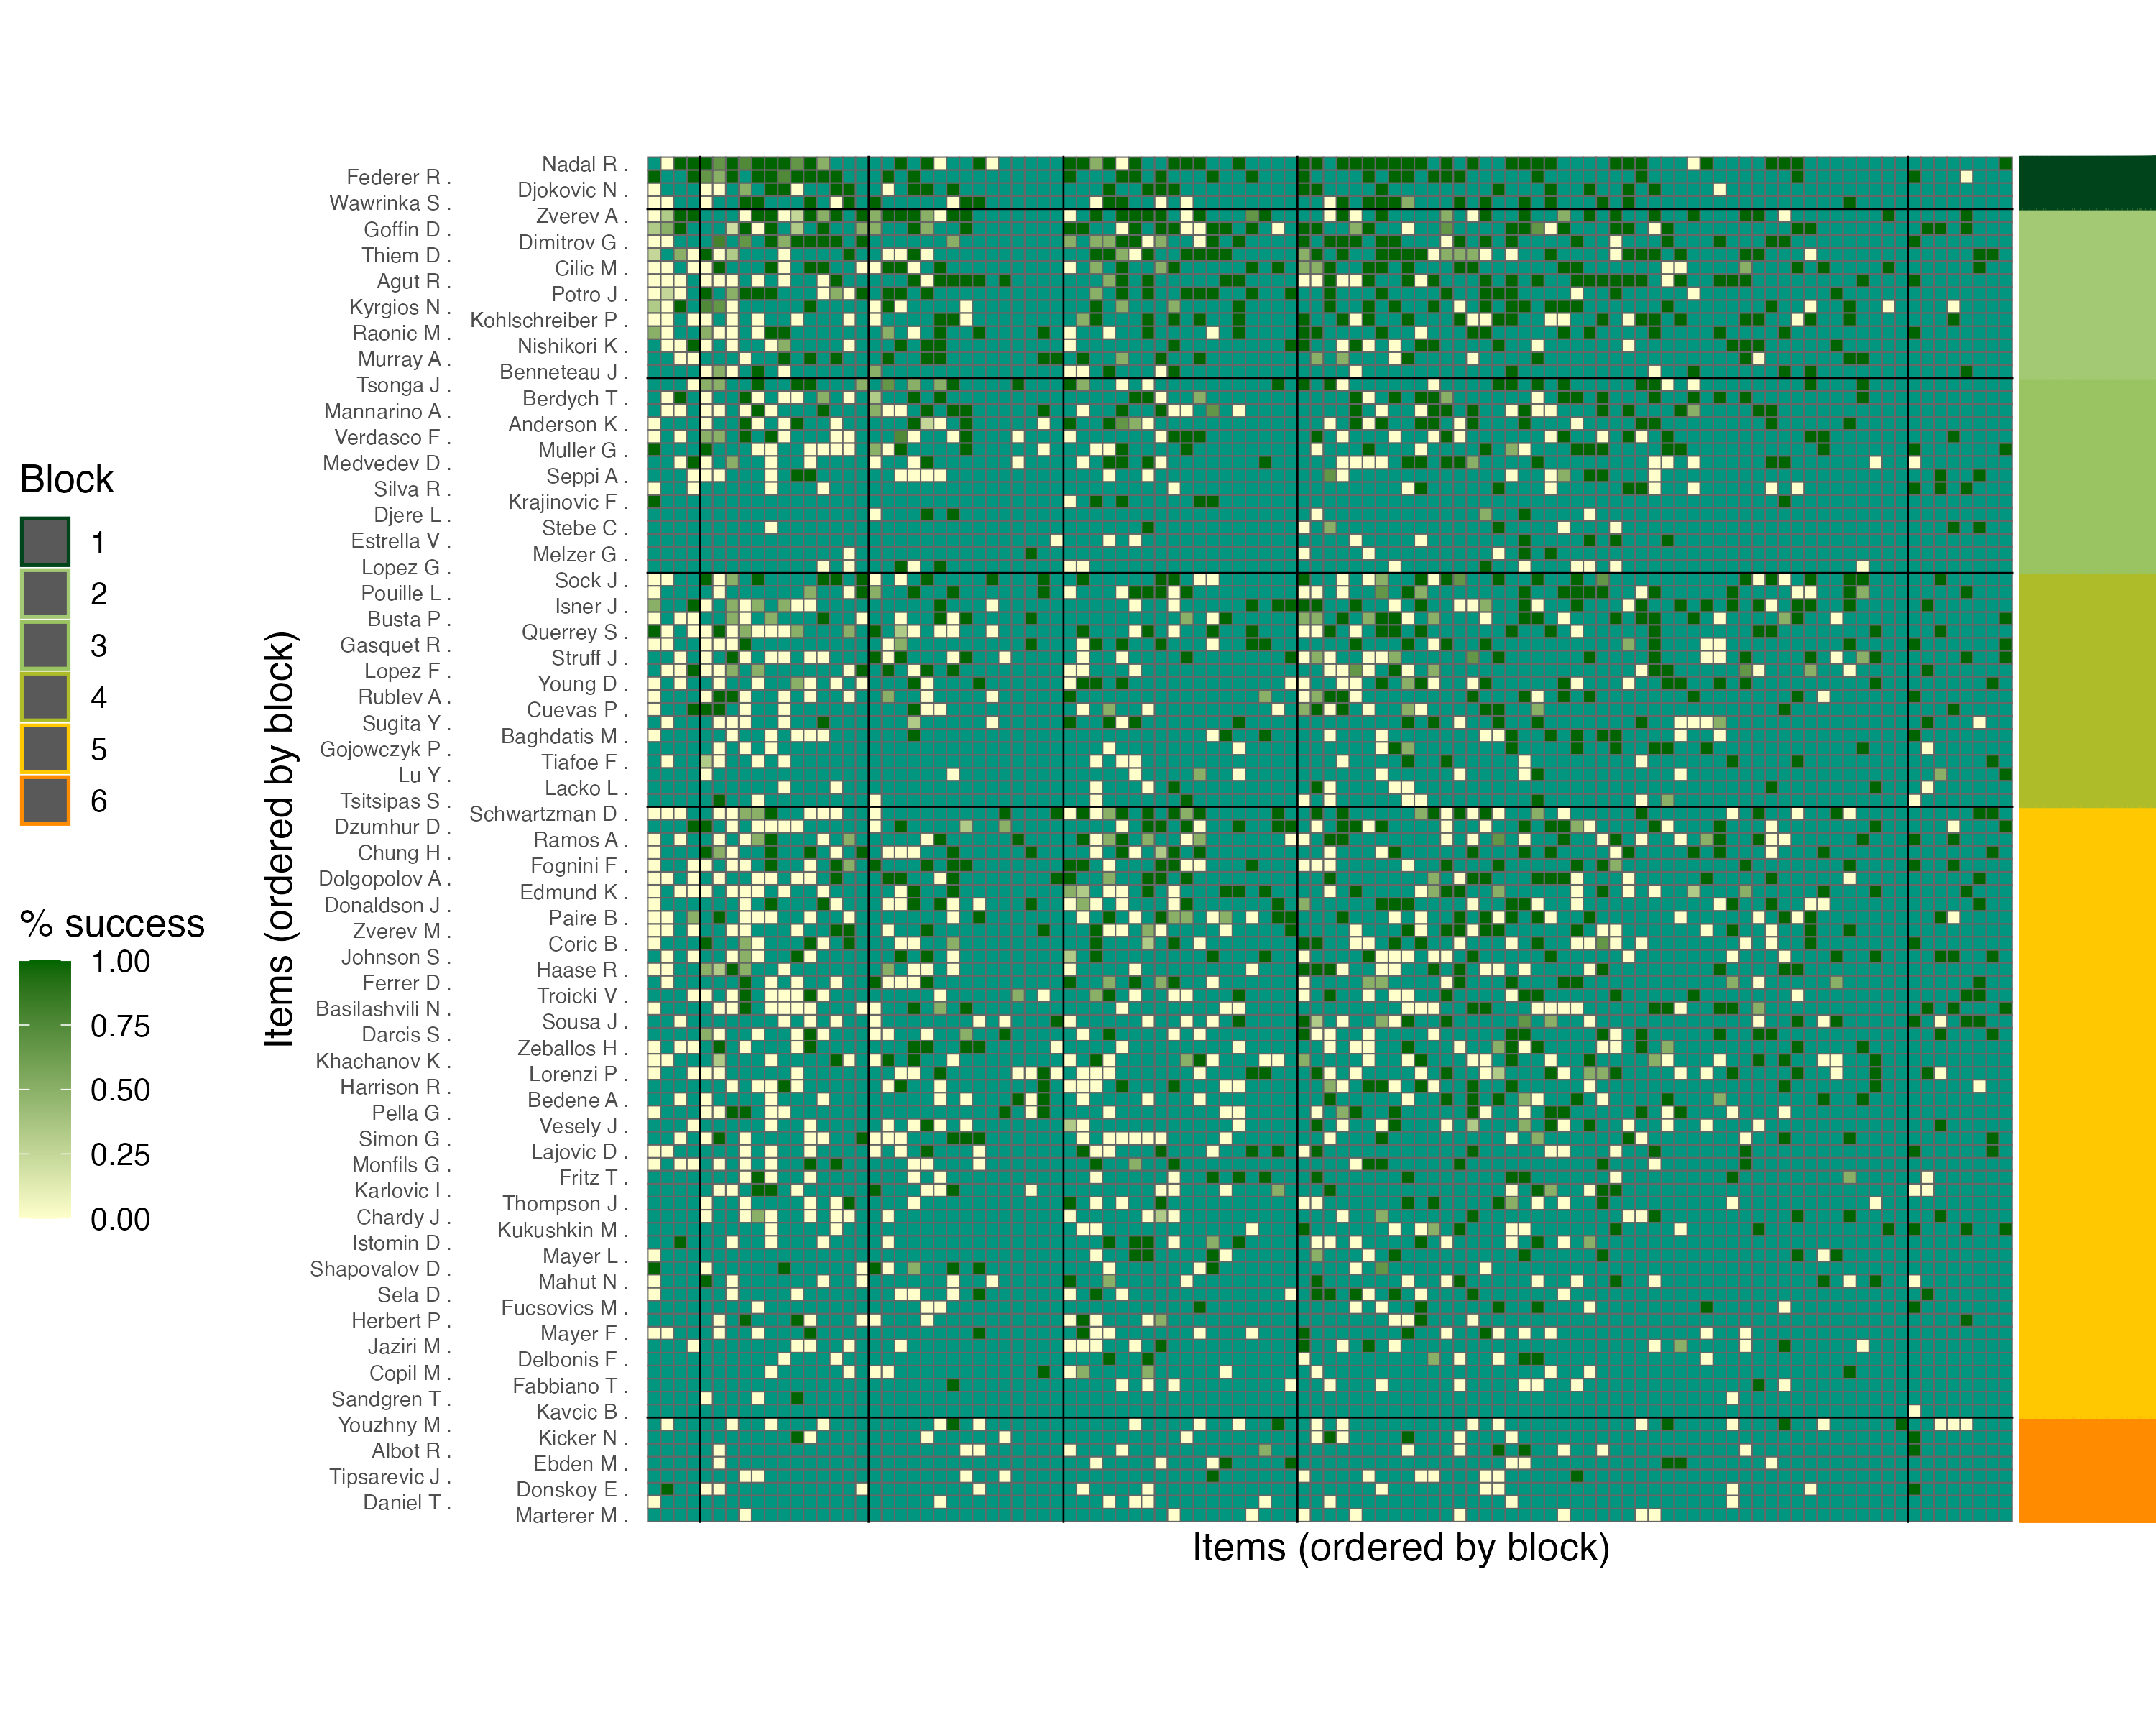 Block
1
2
3
4
5
6
% success
1.00
0.75
0.50
0.25
0.00
Items (ordered by block)
Nadal R .
Federer R .
Djokovic N .
Wawrinka S .
Zverev A .
Goffin D .
Dimitrov G .
Thiem D .
Cilic M .
Agut R .
Potro J .
Kyrgios N .
Kohlschreiber P .
Raonic M .
Nishikori K .
Murray A .
Benneteau J .
Tsonga J .
Berdych T .
Mannarino A .
Anderson K .
Verdasco F .
Muller G .
Medvedev D .
Seppi A .
Silva R .
Krajinovic F .
Djere L .
Stebe C .
Estrella V .
Melzer G .
Lopez G .
Sock J .
Pouille L .
Isner J .
Busta P .
Querrey S .
Gasquet R .
Struff J .
Lopez F .
Young D .
Rublev A .
Cuevas P .
Sugita Y .
Baghdatis M .
Gojowczyk P .
Tiafoe F .
Lu Y .
Lacko L .
Tsitsipas S .
Schwartzman D .
Dzumhur D .
Ramos A .
Chung H .
Fognini F .
Dolgopolov A .
Edmund K .
Donaldson J .
Paire B .
Zverev M .
Coric B .
Johnson S .
Haase R .
Ferrer D .
Troicki V .
Basilashvili N .
Sousa J .
Darcis S .
Zeballos H .
Khachanov K .
Lorenzi P .
Harrison R .
Bedene A .
Pella G .
Vesely J .
Simon G .
Lajovic D .
Monfils G .
Fritz T .
Karlovic I .
Thompson J .
Chardy J .
Kukushkin M .
Istomin D .
Mayer L .
Shapovalov D .
Mahut N .
Sela D .
Fucsovics M .
Herbert P .
Mayer F .
Jaziri M .
Delbonis F .
Copil M .
Fabbiano T .
Sandgren T .
Kavcic B .
Youzhny M .
Kicker N .
Albot R .
Ebden M .
Tipsarevic J .
Donskoy E .
Daniel T .
Marterer M .
Items (ordered by block)